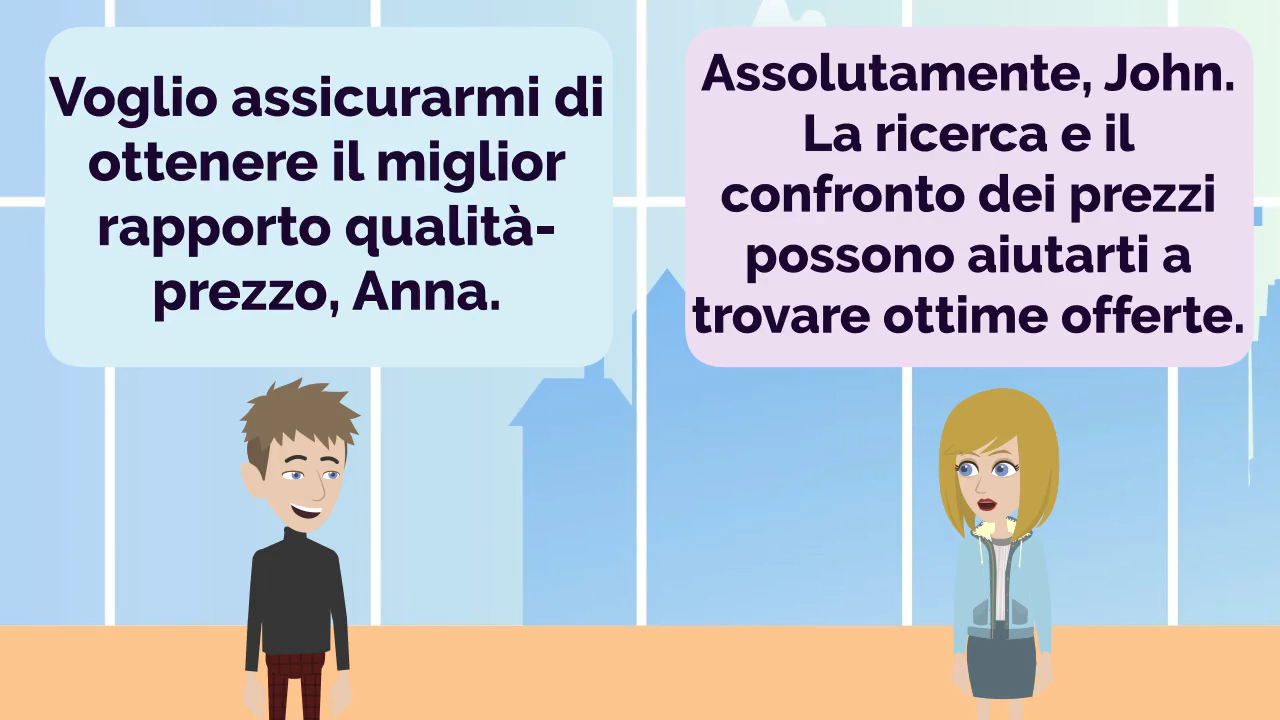 Voglio assicurarmi di
ottenere il miglior
rapporto qualità-
prezzo, Anna.
Assolutamente, John.
La ricerca e il
confronto dei prezzi
possono aiutarti a
trovare ottime offerte.